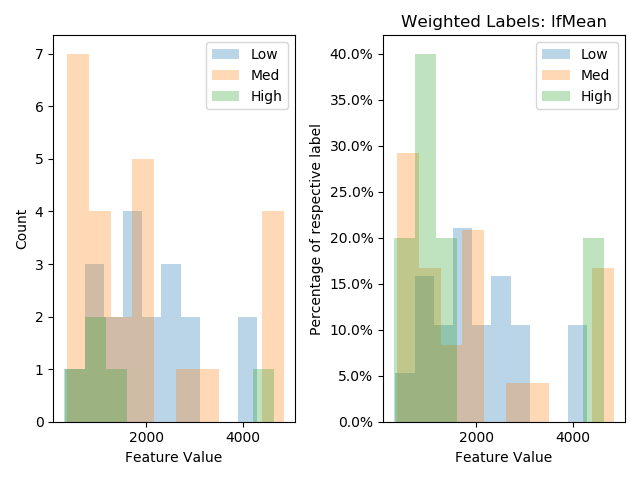 Weighted Labels: lfMean
Count
7
6
5
4
3
2
1
0
2000
4000
Feature Value
Low
Med
High
Percentage of respective label
40.0%
35.0%
30.0%
25.0%
20.0%
15.0%
10.0%
5.0%
0.0%
2000
4000
Feature Value
Low
Med
High